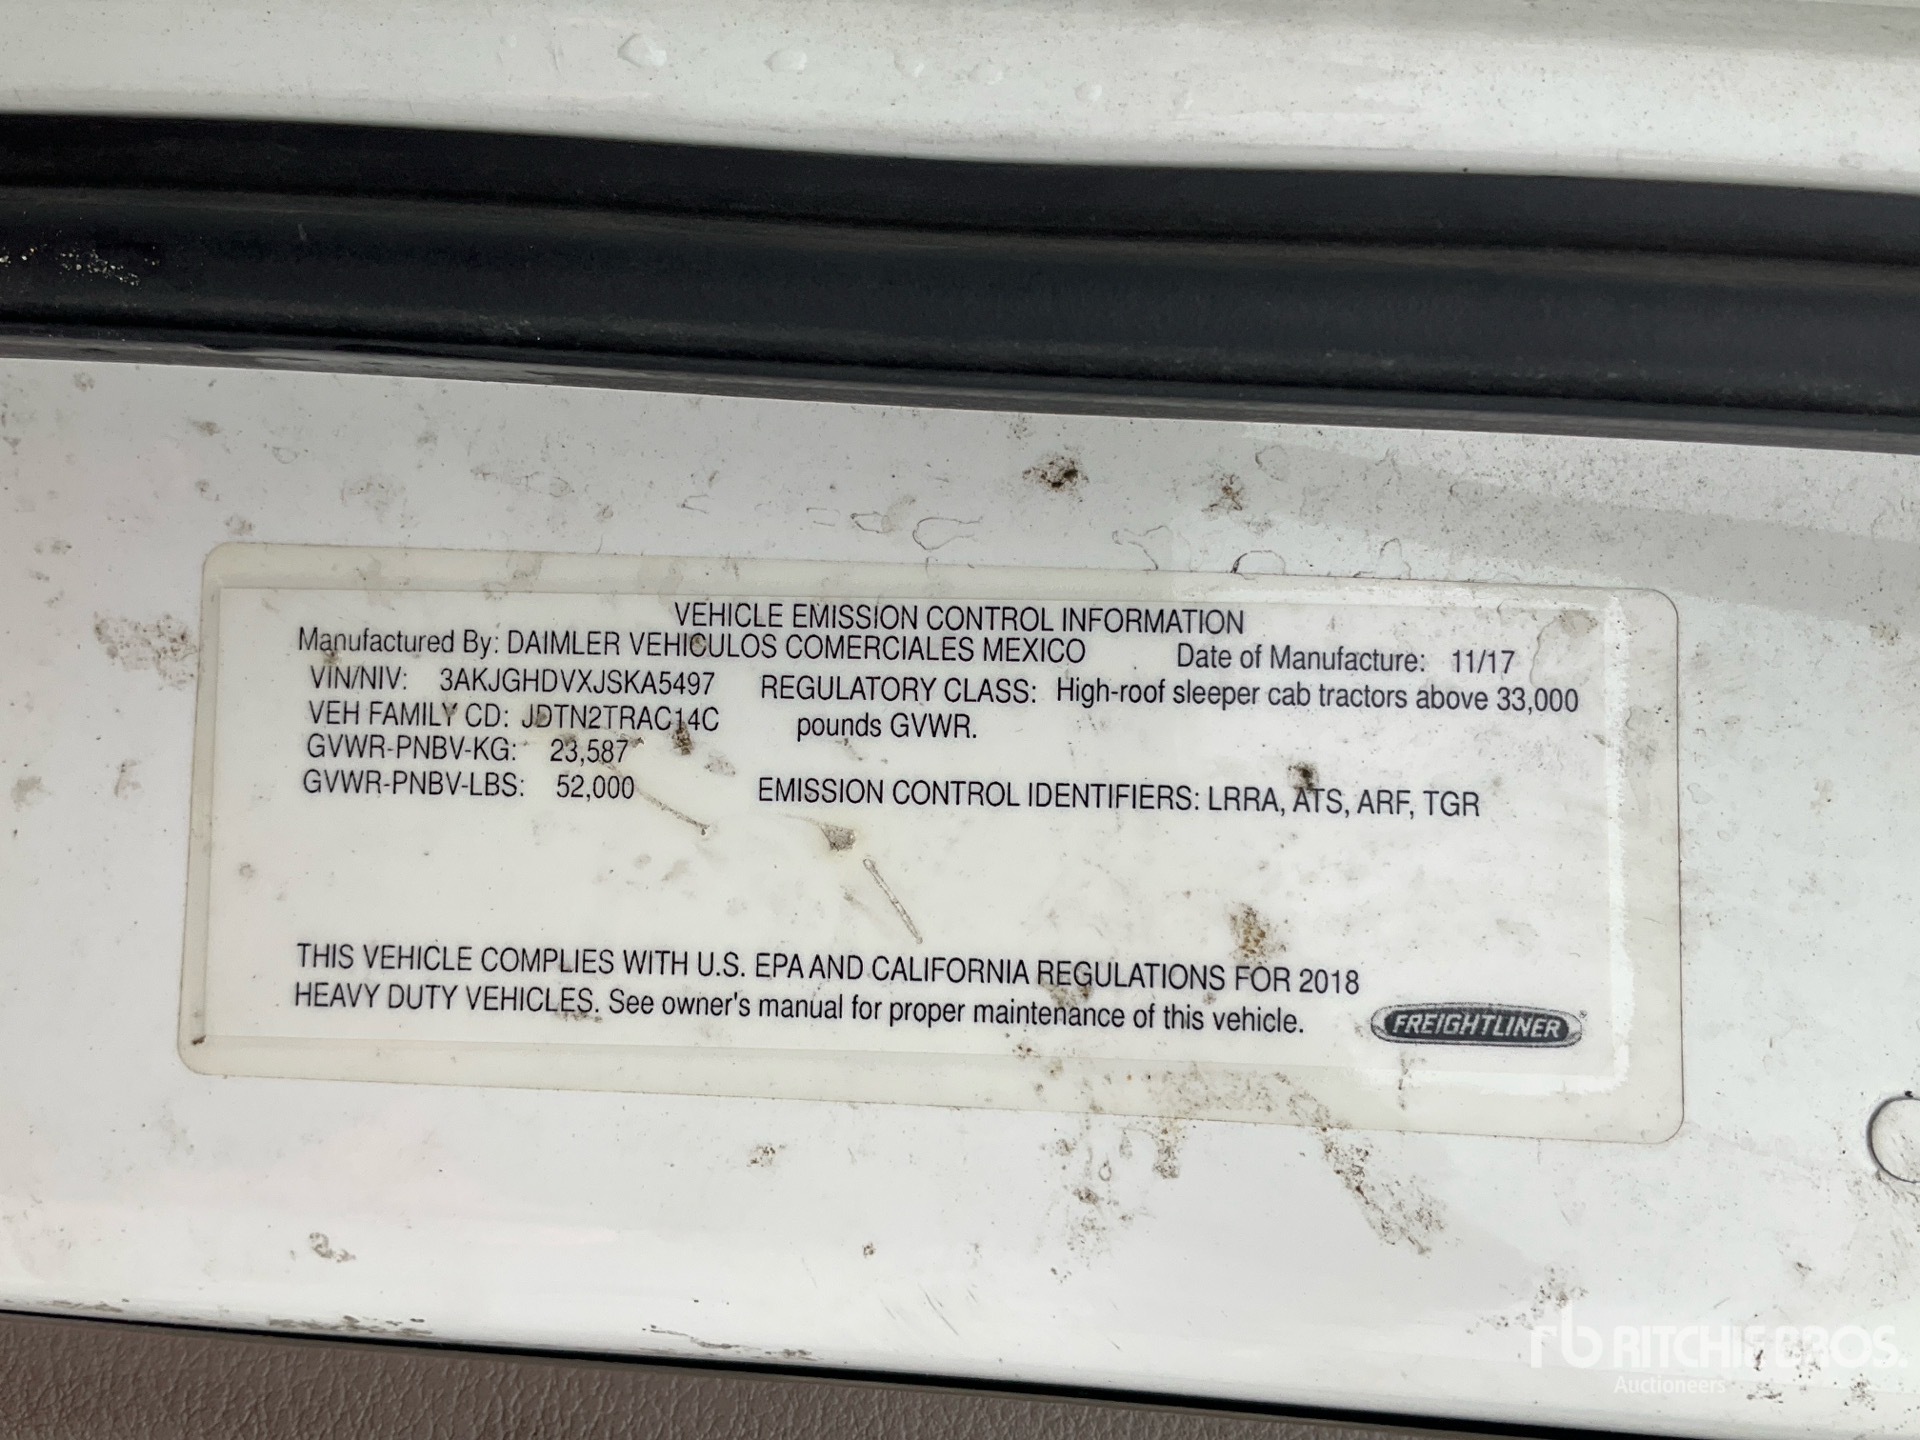 VEHICLE EMISSION CONTROL INFORMATION
Manufactured By: DAIMLER VEHICULOS COMERCIALES MEXICO Date of Manufacture: 11/17
VIN/NIV: 3AKJGHDVXJSKA5497 REGULATORY CLASS: High-roof sleeper cab tractors above 33,000
VEH FAMILY CD: JDTN2TRAC14C pounds GVWR.
GVWR-PNBV-KG: 23,587
GVWR-PNBV-LBS: 52,000 EMISSION CONTROL IDENTIFIERS: LRRA, ATS, ARF, TGR
THIS VEHICLE COMPLIES WITH U.S. EPA AND CALIFORNIA REGULATIONS FOR 2018
HEAVY DUTY VEHICLES. See owner's manual for proper maintenance of this vehicle.
FREIGHTLINER
rb RITCHIE BROS.
Auctioneers